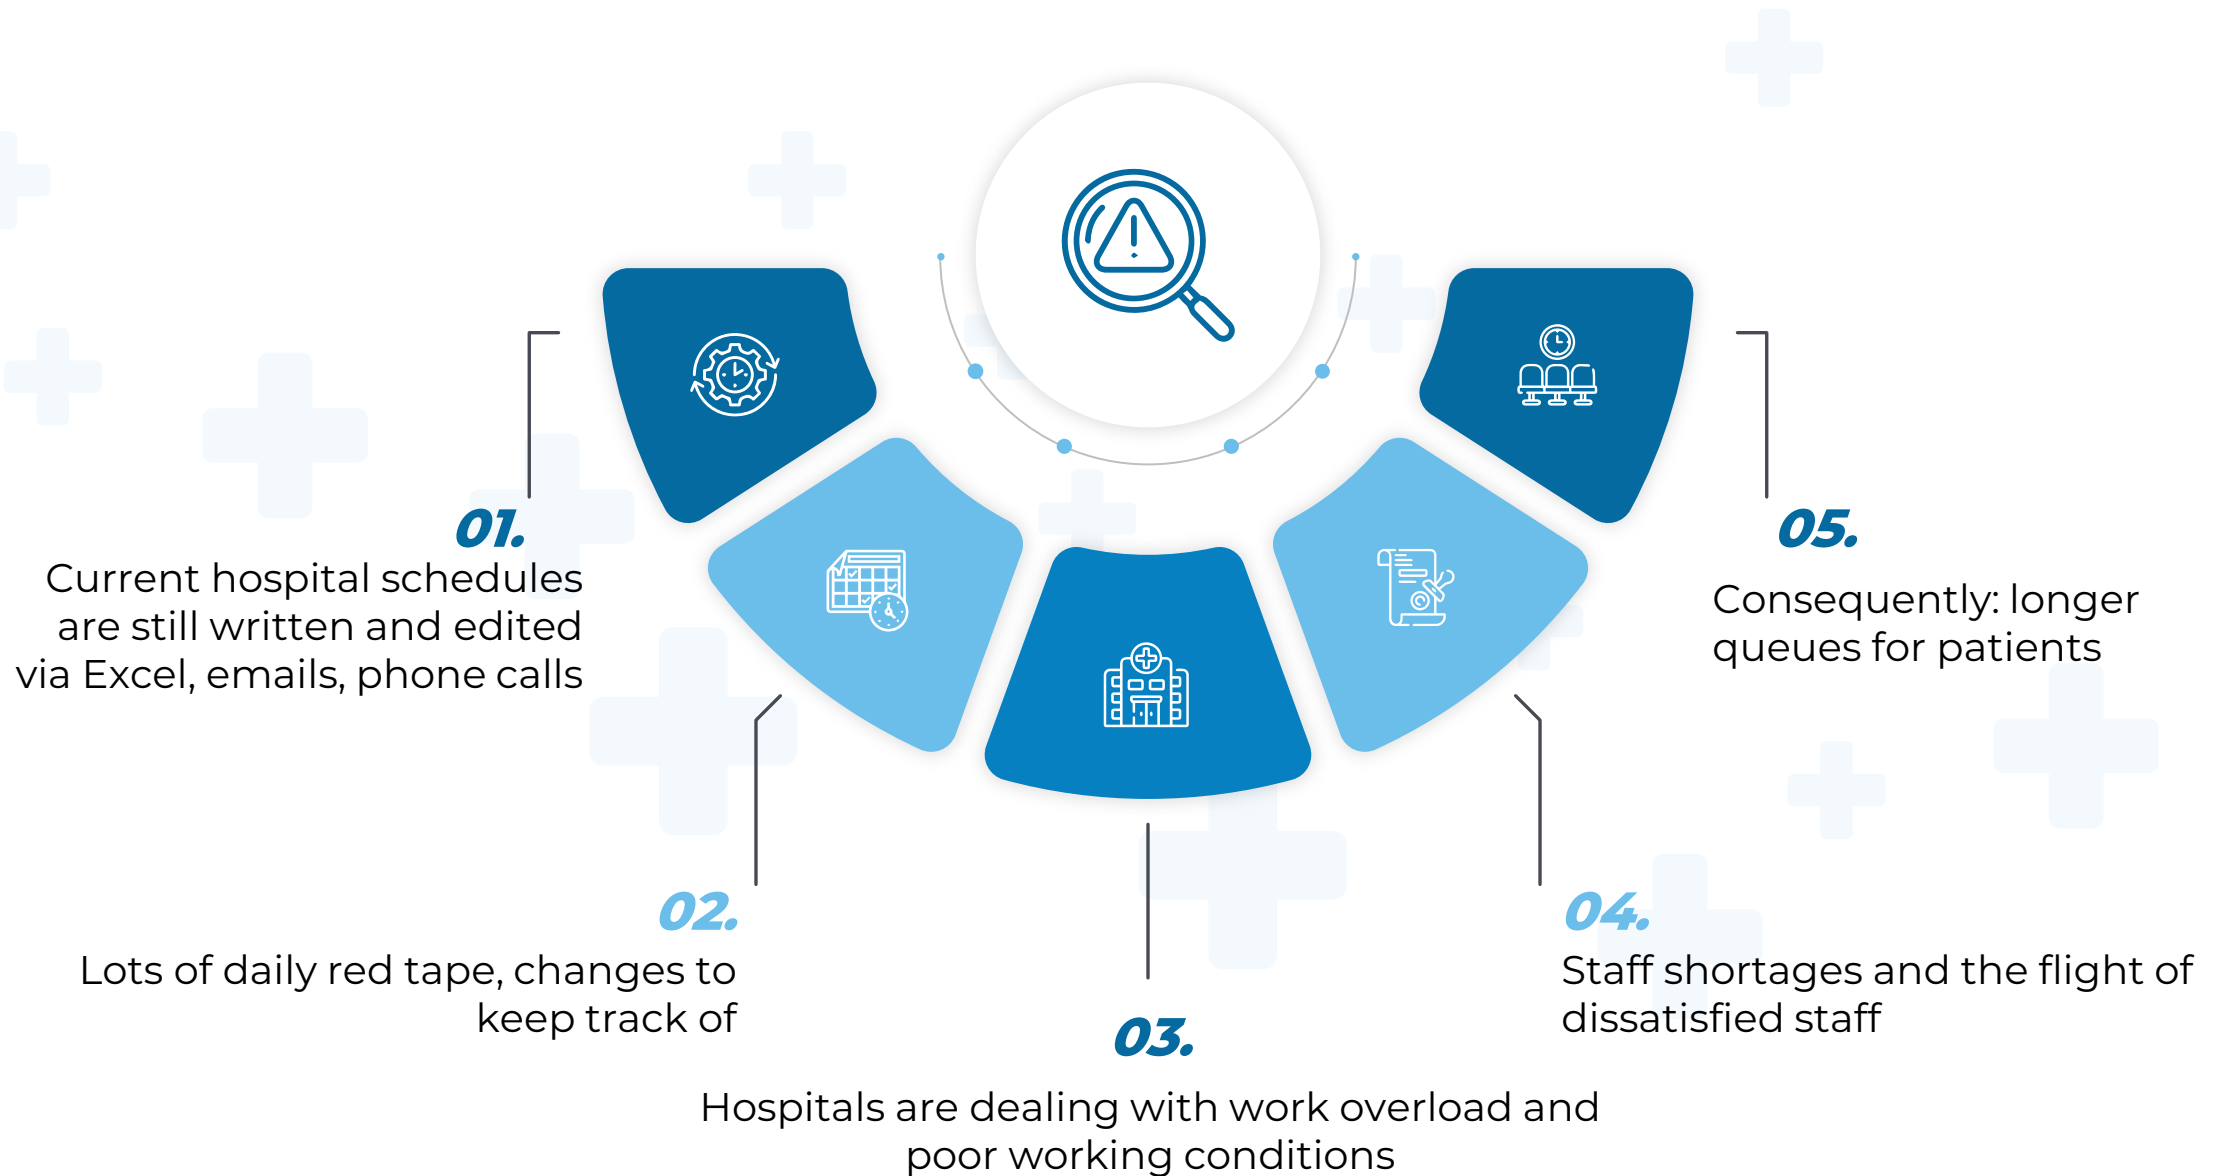 01.
Current hospital schedules
are still written and edited
via Excel, emails, phone calls
02.
Lots of daily red tape, changes to
keep track of
03.
Hospitals are dealing with work overload and
poor working conditions
04.
Staff shortages and the flight of
dissatisfied staff
05.
Consequently: longer
queues for patients